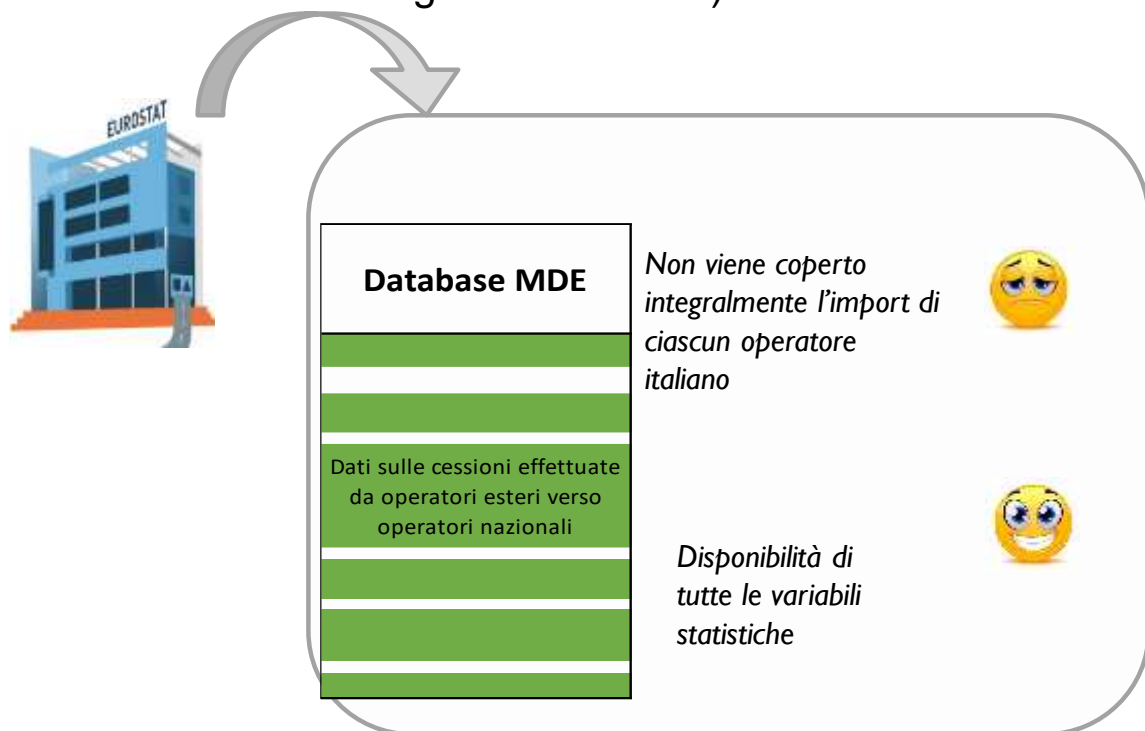 EUROSTAT
Database MDE
Non viene coperto
integralmente l'import di
ciascun operatore
italiano
Dati sulle cessioni effettuate
da operatori esteri verso
operatori nazionali
Disponibilità di
tutte le variabili
statistiche